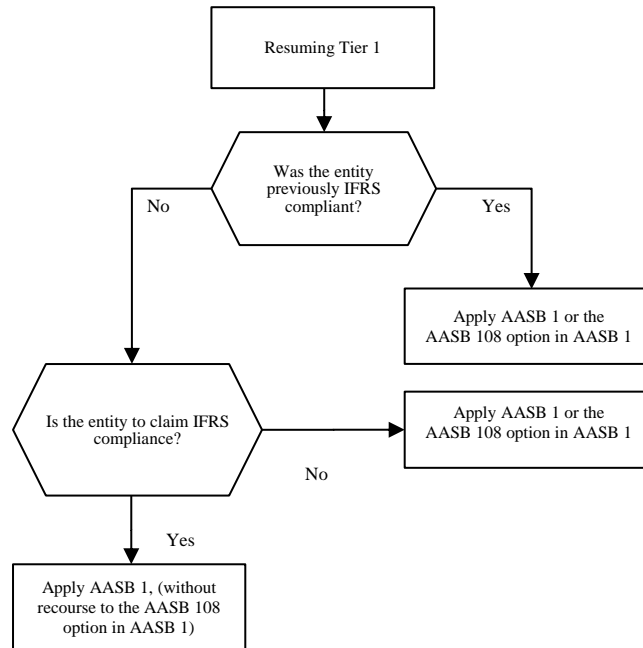 Resuming Tier 1
Was the entity
previously IFRS
compliant?
No
Yes
Apply AASB 1 or the
AASB 108 option in AASB 1
Is the entity to claim IFRS
compliance?
Apply AASB 1 or the
AASB 108 option in AASB 1
No
Yes
Apply AASB 1, (without
recourse to the AASB 108
option in AASB 1)